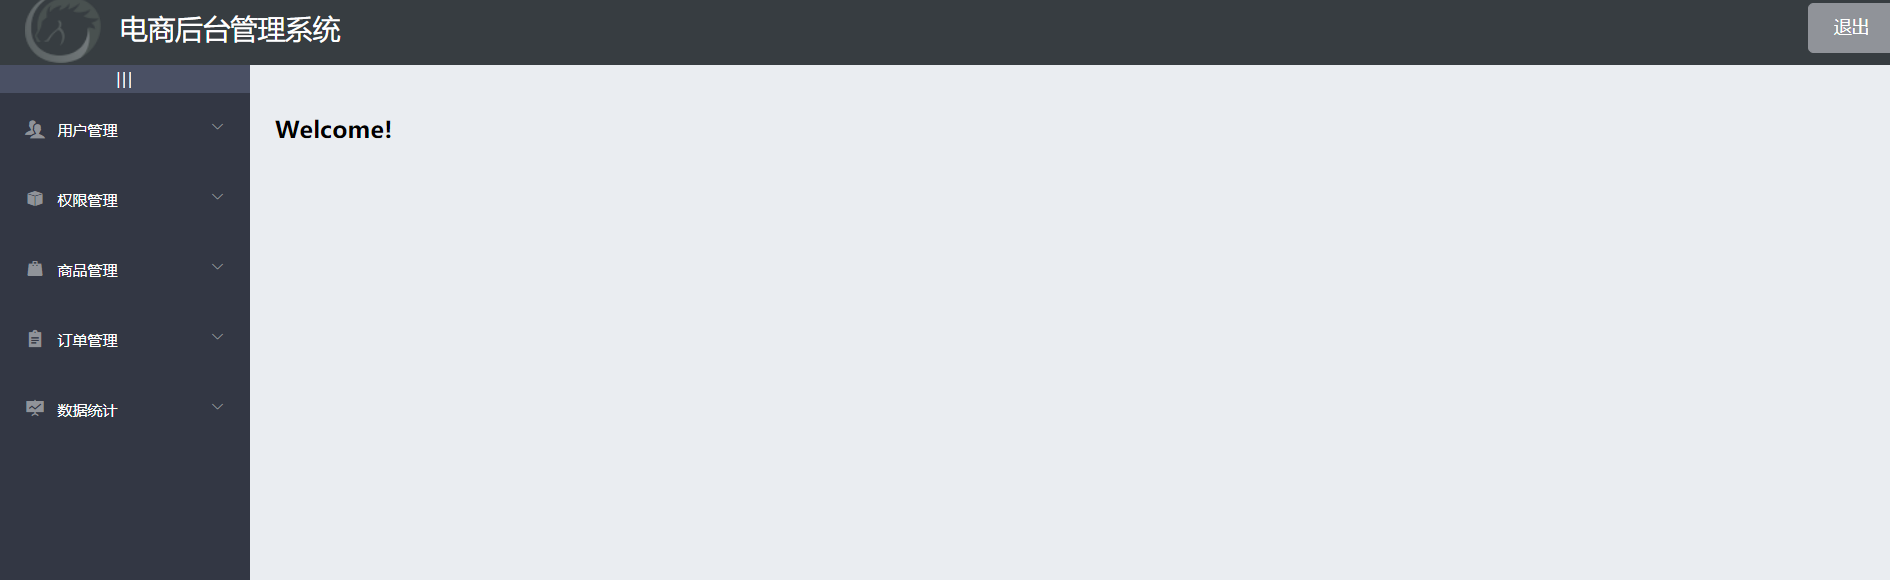 电商后台管理系统
退出
|||
Welcome!
用户管理
权限管理
商品管理
订单管理
数据统计